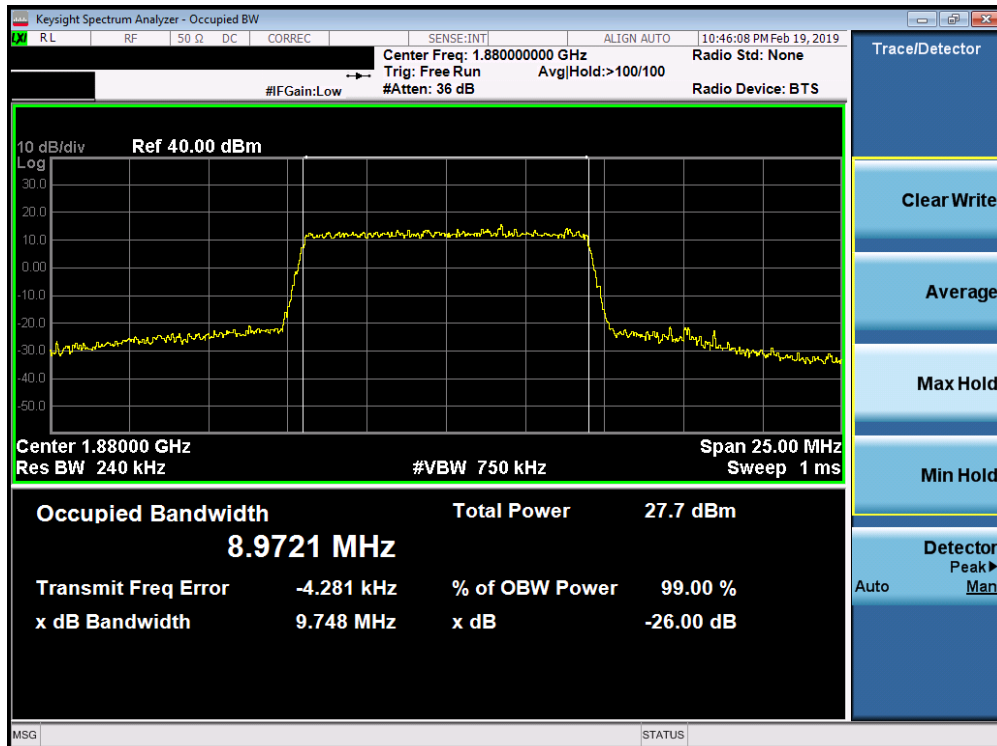 Keysight Spectrum Analyzer - Occupied BW
LXI RL RF 50 Ω DC CORREC SENSE:INT ALIGN AUTO 10:46:08 PM Feb 19, 2019
Center Freq: 1.880000000 GHz Radio Std: None
Trig: Free Run Avg|Hold:>100/100
#IFGain:Low #Atten: 36 dB Radio Device: BTS
10 dB/div Ref 40.00 dBm
Log
30.0
20.0
10.0
0.00
-10.0
-20.0
-30.0
-40.0
-50.0
Center 1.88000 GHz Span 25.00 MHz
Res BW 240 kHz #VBW 750 kHz Sweep 1 ms
Occupied Bandwidth Total Power 27.7 dBm
8.9721 MHz
Transmit Freq Error -4.281 kHz % of OBW Power 99.00 %
x dB Bandwidth 9.748 MHz x dB -26.00 dB
MSG STATUS
Trace/Detector
Clear Write
Average
Max Hold
Min Hold
Detector
Peak▶
Auto Man